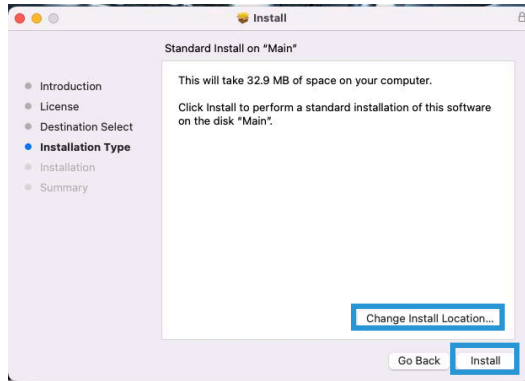 Install
Standard Install on "Main"
Introduction
License
Destination Select
Installation Type
Installation
Summary
This will take 32.9 MB of space on your computer.
Click Install to perform a standard installation of this software
on the disk "Main".
Change Install Location...
Go Back
Install